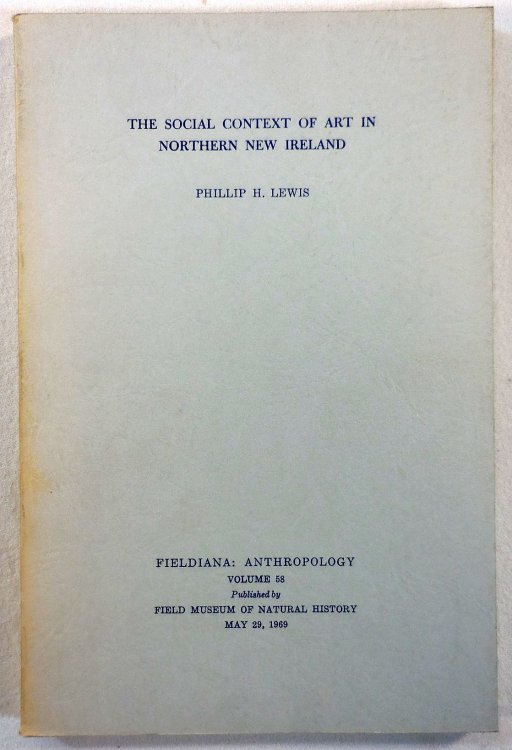 THE SOCIAL CONTEXT OF ART IN
NORTHERN NEW IRELAND
PHILLIP H. LEWIS
FIELDIANA: ANTHROPOLOGY
VOLUME 58
Published by
FIELD MUSEUM OF NATURAL HISTORY
MAY 29, 1969